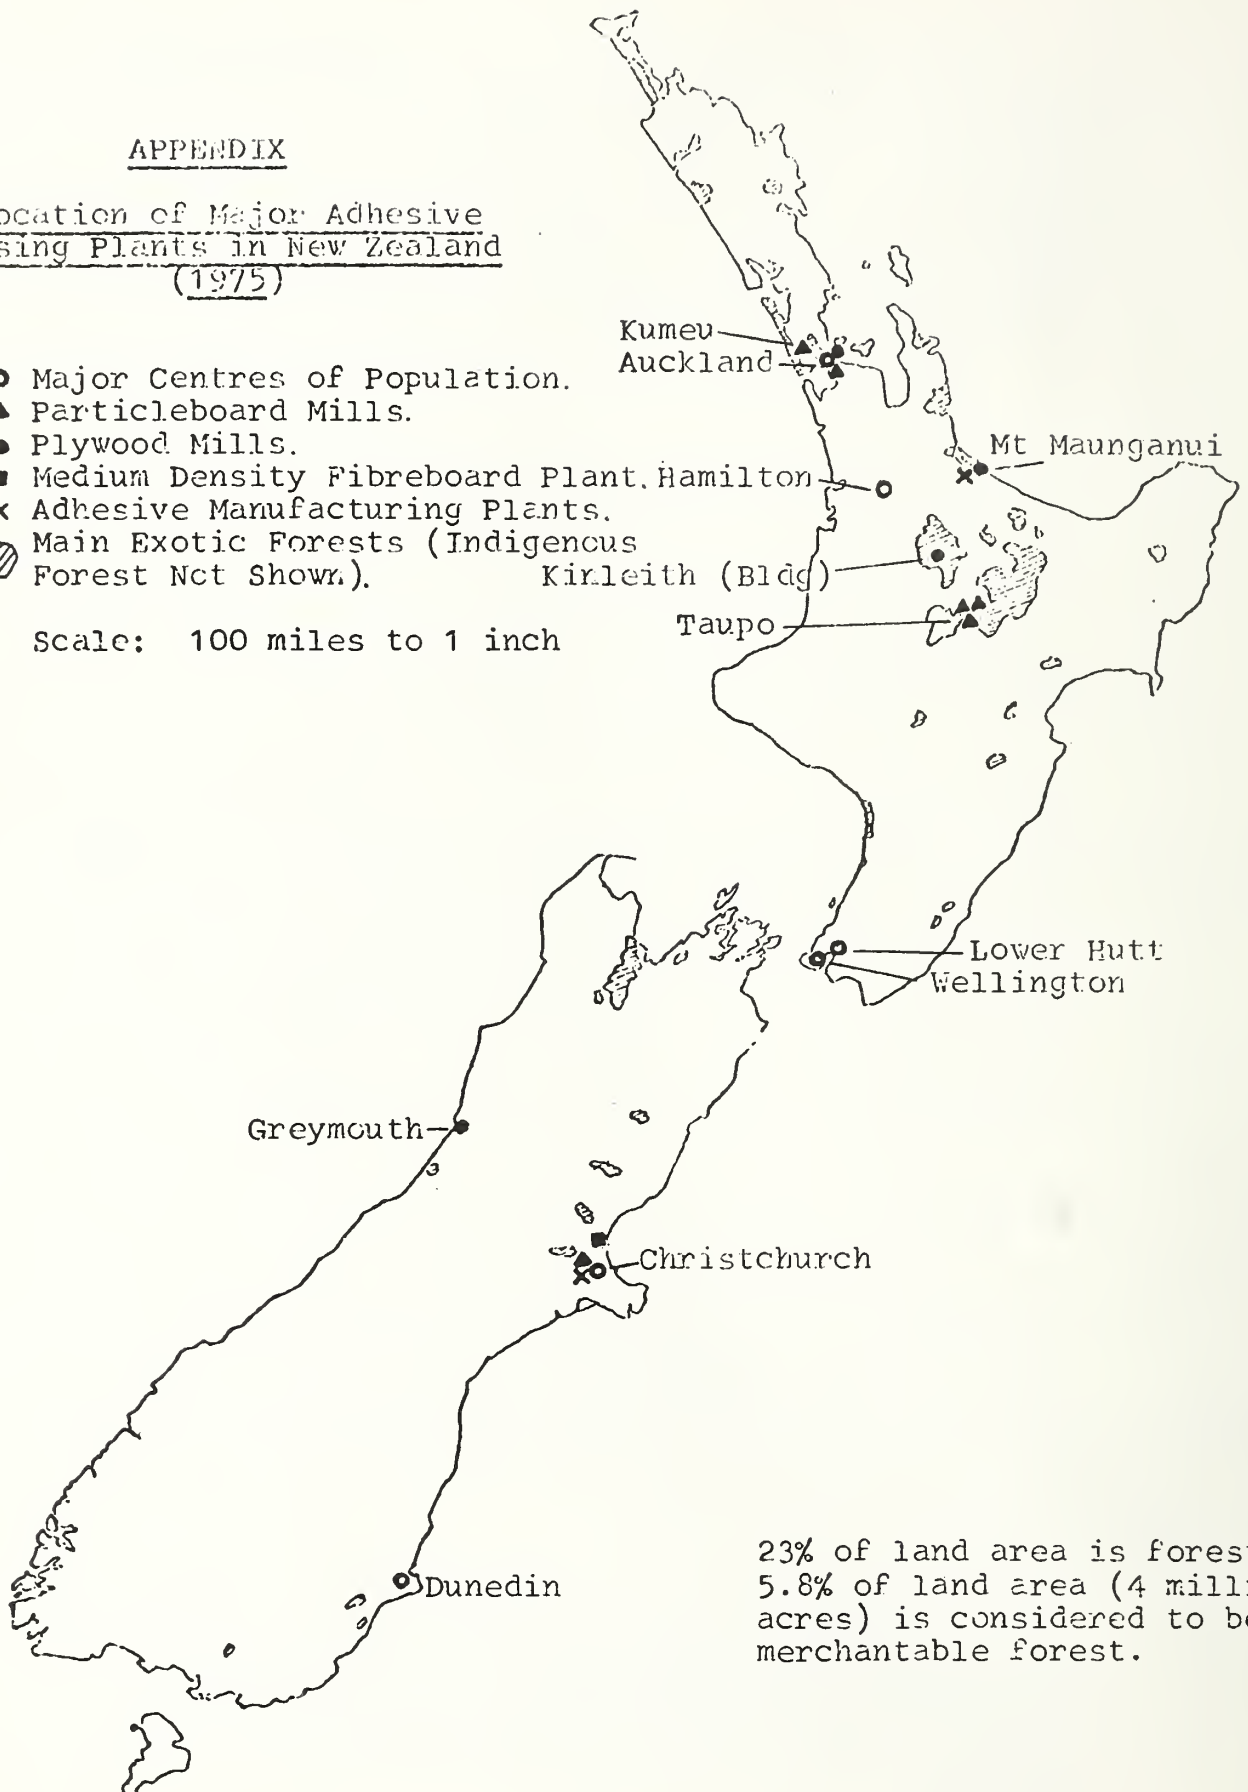 APPENDIX
ocation of Major Adhesive
sing Plants in New Zealand
(1975)
Major Centres of Population.
Particleboard Mills.
Plywood Mills.
Medium Density Fibreboard Plant.
Adhesive Manufacturing Plants.
Main Exotic Forests (Indigenous
Forest Not Shown).
Scale: 100 miles to 1 inch
Kumeu
Auckland
Mt Maunganui
Hamilton
Kinleith (Bldg)
Taupo
Lower Hutt
Wellington
Greymouth
Christchurch
Dunedin
23% of land area is forest
5.8% of land area (4 milli
acres) is considered to be
merchantable forest.